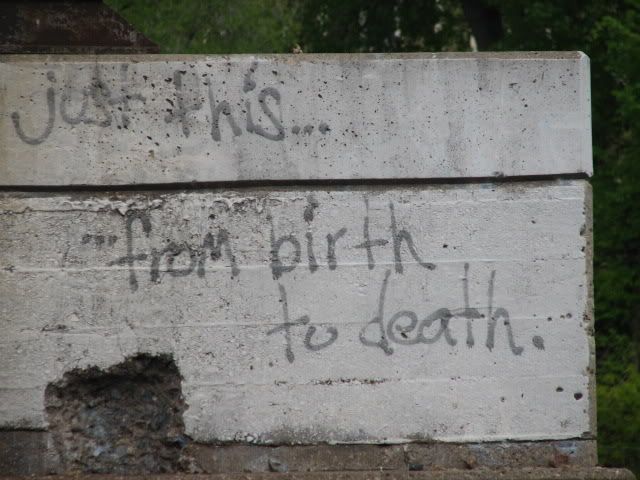 just this...
...from birth
to death.